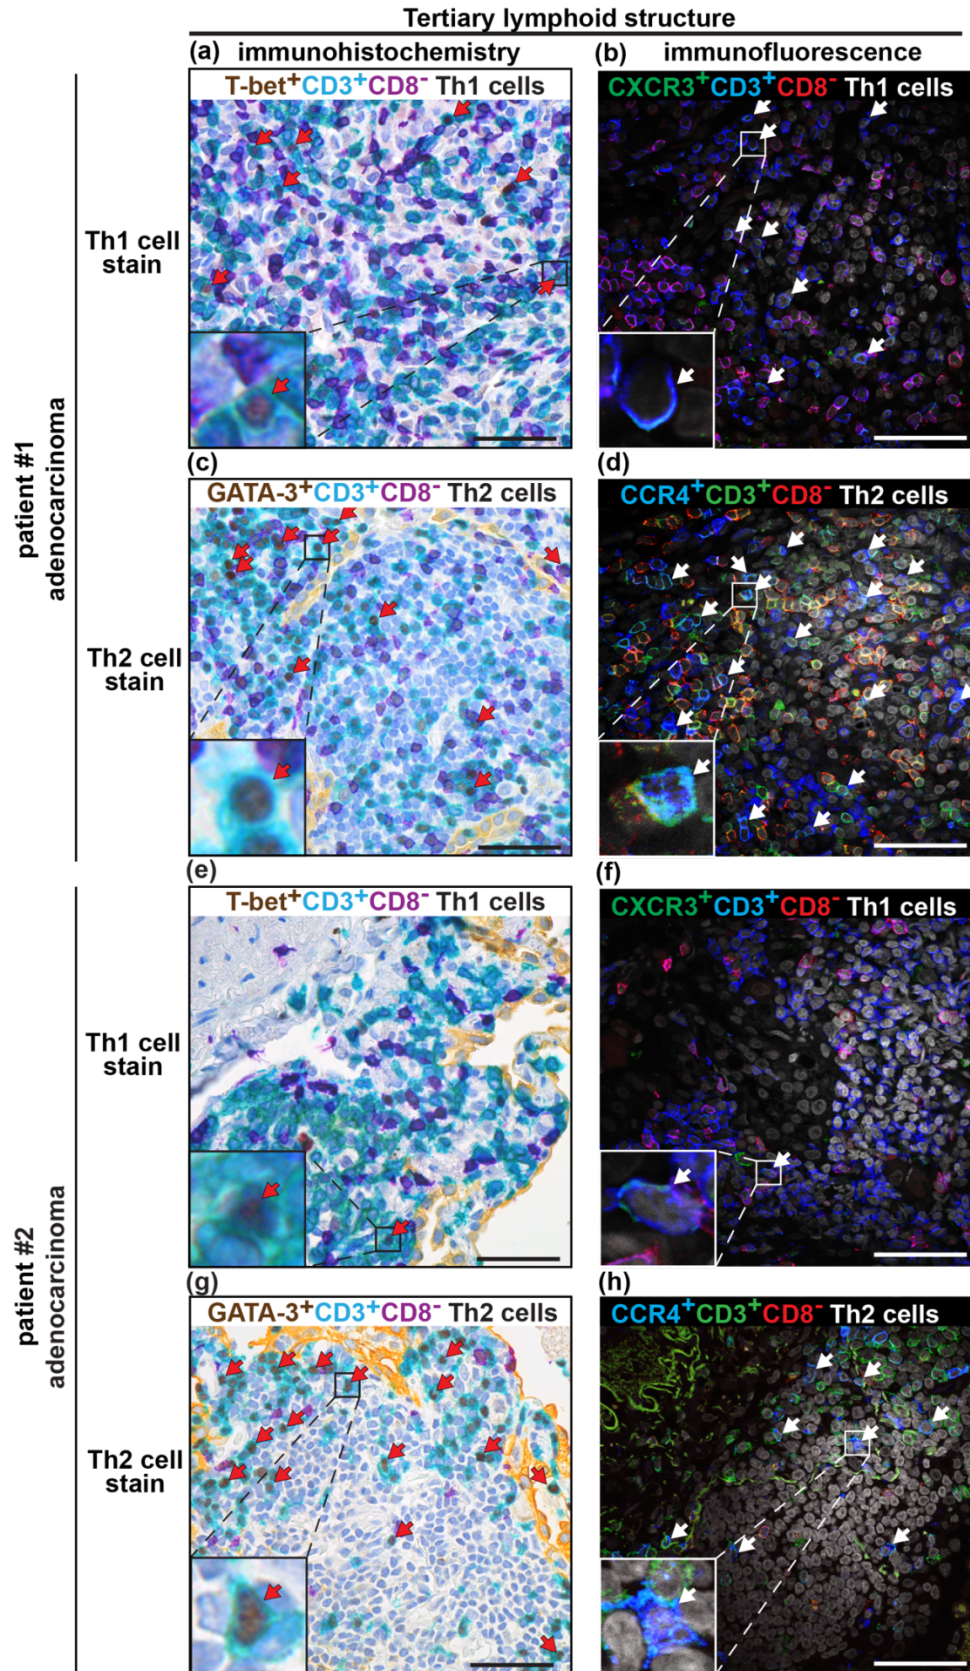 Tertiary lymphoid structure
(a) immunohistochemistry
(b) immunofluorescence
T-bet⁺CD3⁺CD8⁻ Th1 cells
CXCR3⁺CD3⁺CD8⁻ Th1 cells
Th1 cell
stain
(c)
(d)
GATA-3⁺CD3⁺CD8⁻ Th2 cells
CCR4⁺CD3⁺CD8⁻ Th2 cells
Th2 cell
stain
patient #1
adenocarcinoma
(e)
(f)
T-bet⁺CD3⁺CD8⁻ Th1 cells
CXCR3⁺CD3⁺CD8⁻ Th1 cells
Th1 cell
stain
(g)
(h)
GATA-3⁺CD3⁺CD8⁻ Th2 cells
CCR4⁺CD3⁺CD8⁻ Th2 cells
Th2 cell
stain
patient #2
adenocarcinoma